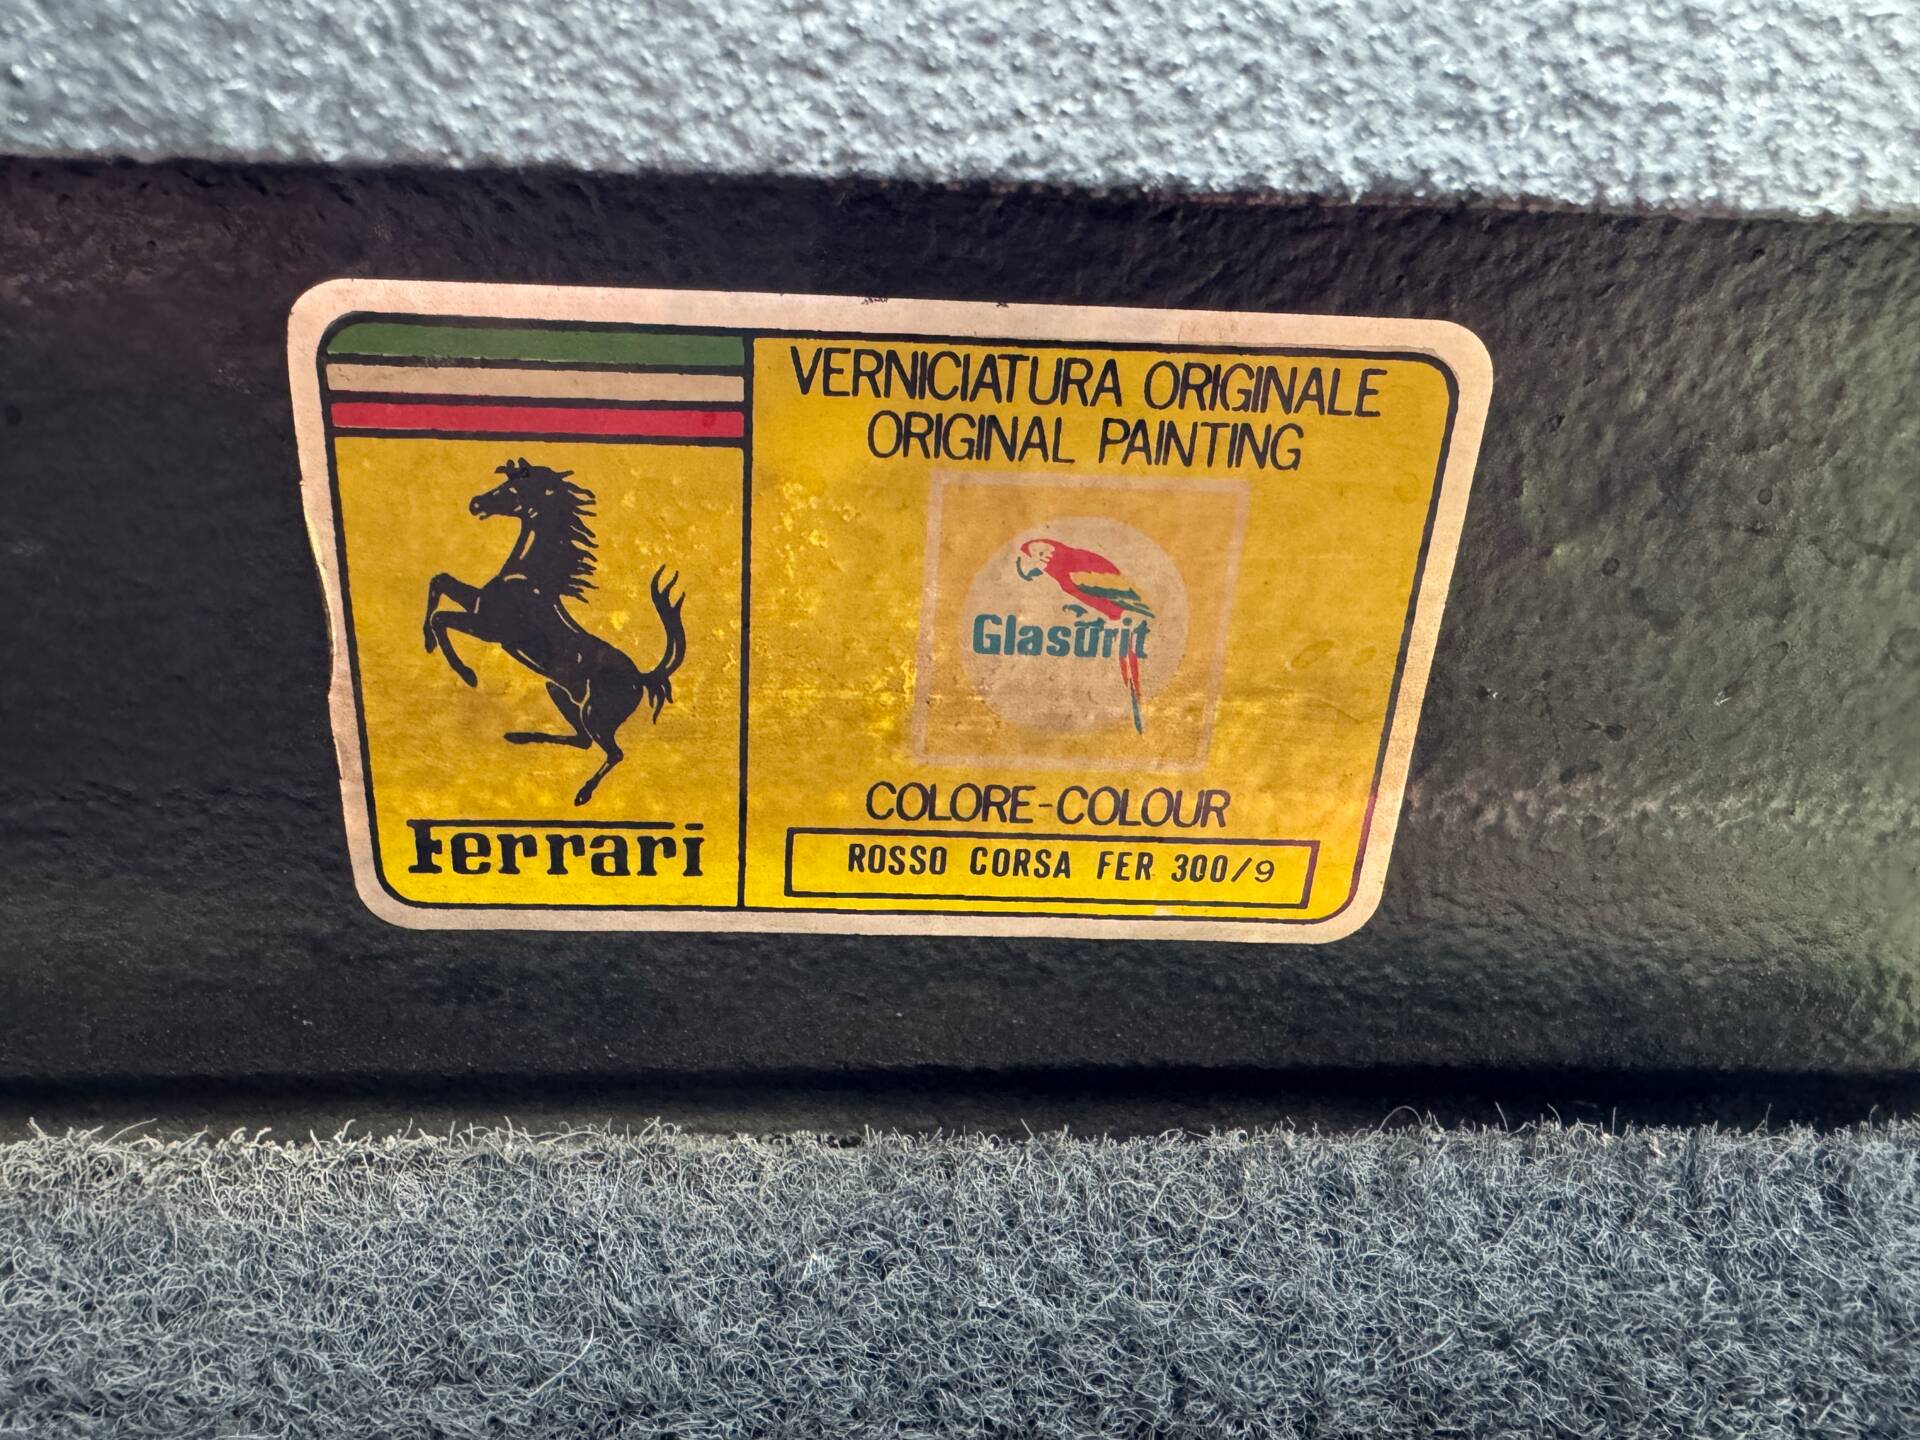 VERNICIATURA ORIGINALE
ORIGINAL PAINTING
Glasurit
COLORE-COLOUR
ROSSO CORSA FER 300/9
Ferrari